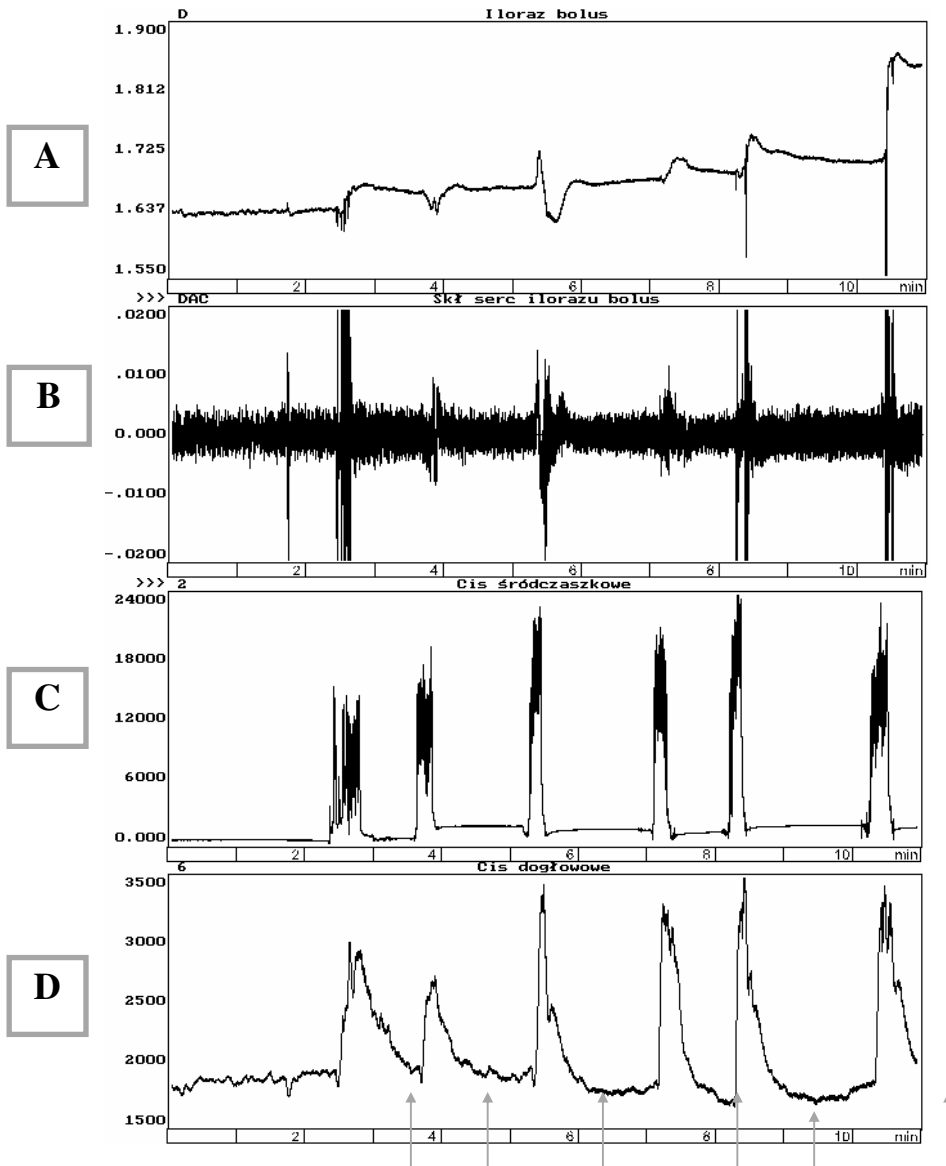 D Iloraz bolus
1.900
1.812
A
1.725
1.637
1.550
2 4 6 8 10 min
>>> DAC Skł serc ilorazu bolus
.0200
.0100
B
0.000
-.0100
-.0200
2 4 6 8 10 min
>>> 2 Cis śródczaszkowe
24000
18000
C
12000
6000
0.000
2 4 6 8 10 min
6 Cis dogłowowe
3500
3000
D
2500
2000
1500
2 4 6 8 10 min